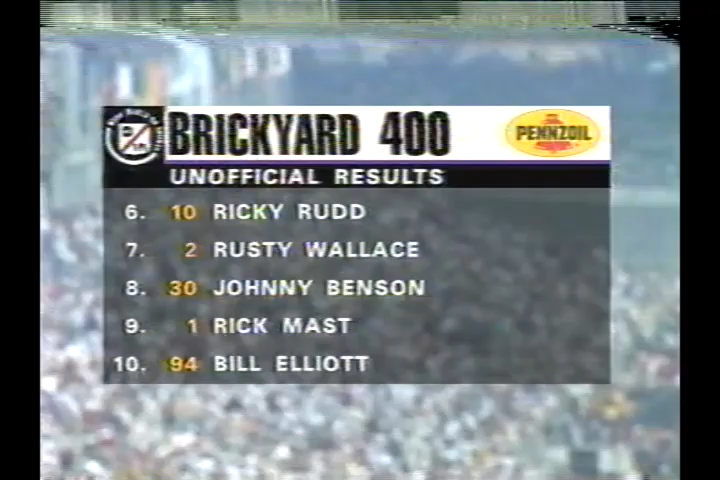 BRICKYARD 400
PENNZOIL
UNOFFICIAL RESULTS
6. 10 RICKY RUDD
7. 2 RUSTY WALLACE
8. 30 JOHNNY BENSON
9. 1 RICK MAST
10. 94 BILL ELLIOTT